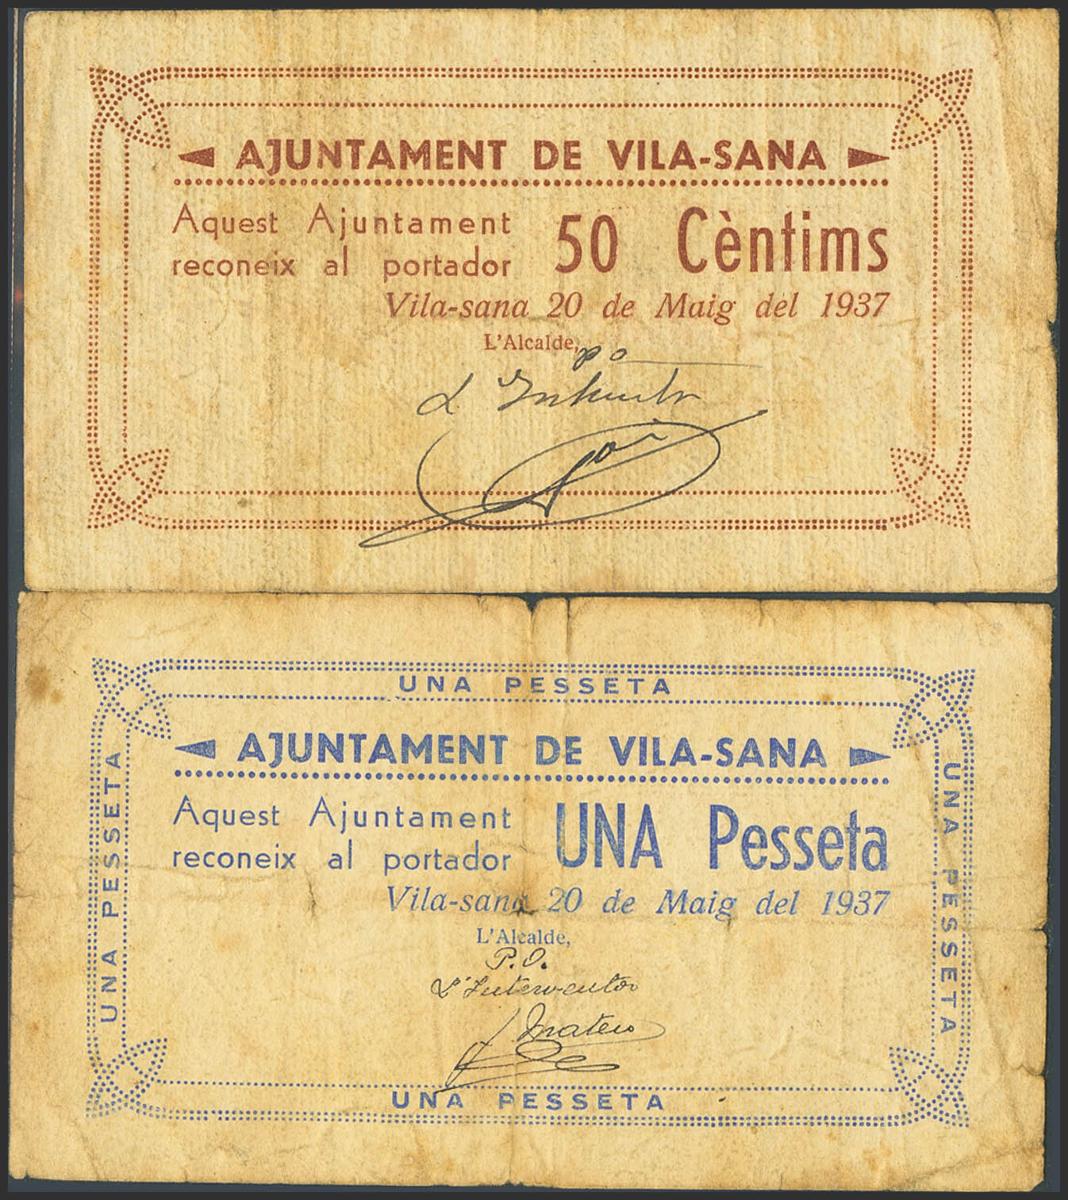 AJUNTAMENT DE VILA-SANA
Aquest Ajuntament
reconeix al portador
50 Cèntims
Vila-sana 20 de Maig del 1937
L'Alcalde,
UNA PESSETA
UNA PESSETA
AJUNTAMENT DE VILA-SANA
Aquest Ajuntament
reconeix al portador
UNA Pesseta
Vila-sana 20 de Maig del 1937
L'Alcalde,
P.O.
L'Interventor
UNA PESSETA
UNA PESSETA